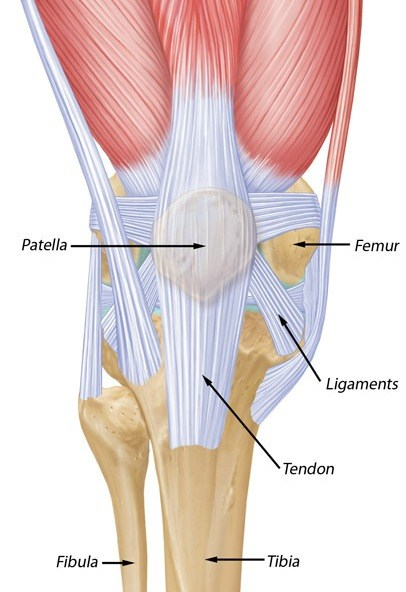 Patella
Femur
Ligaments
Tendon
Fibula
Tibia